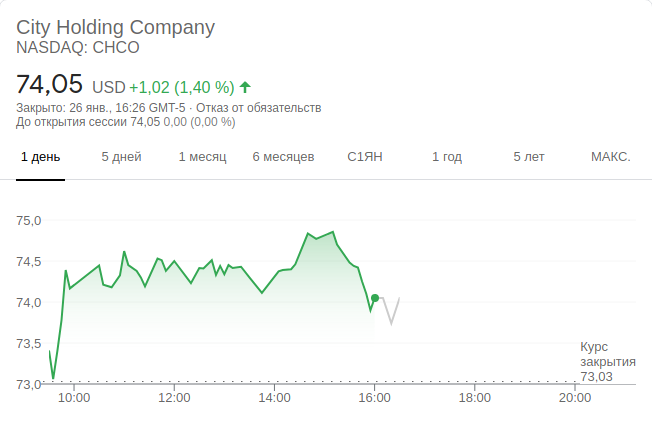 City Holding Company
NASDAQ: CHCO
74,05 USD +1,02 (1,40 %)
Закрыто: 26 янв., 16:26 GMT-5 · Отказ от обязательств
До открытия сессии 74,05 0,00 (0,00 %)
1 день 5 дней 1 месяц 6 месяцев С1ЯН 1 год 5 лет МАКС.
75,0
74,5
74,0
73,5
Курс
закрытия
73,03
73,0
10:00 12:00 14:00 16:00 18:00 20:00